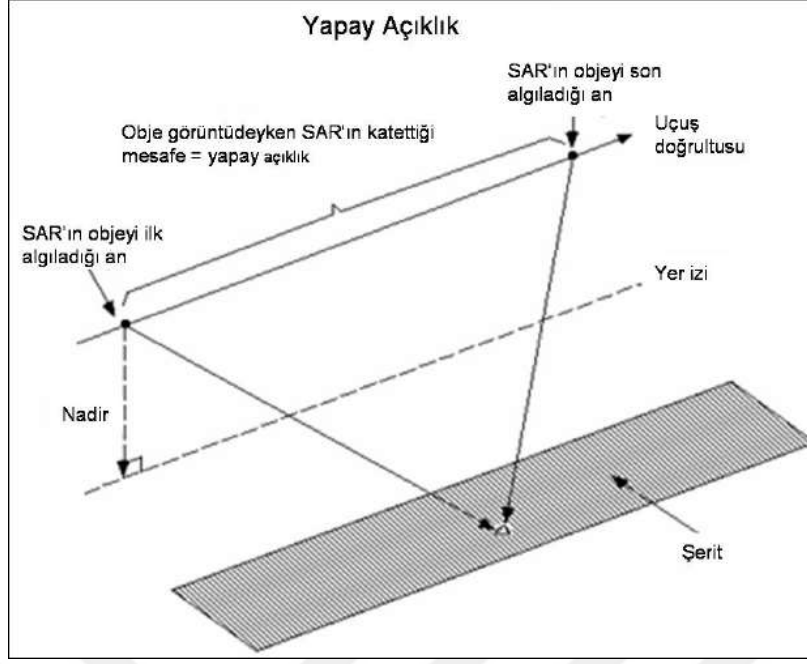 Yapay Açıklık
SAR'ın objeyi son
algıladığı an
Uçuş
doğrultusu
Obje görüntüdeyken SAR'ın katettiği
mesafe = yapay açıklık
SAR'ın objeyi ilk
algıladığı an
Yer izi
Nadir
Şerit